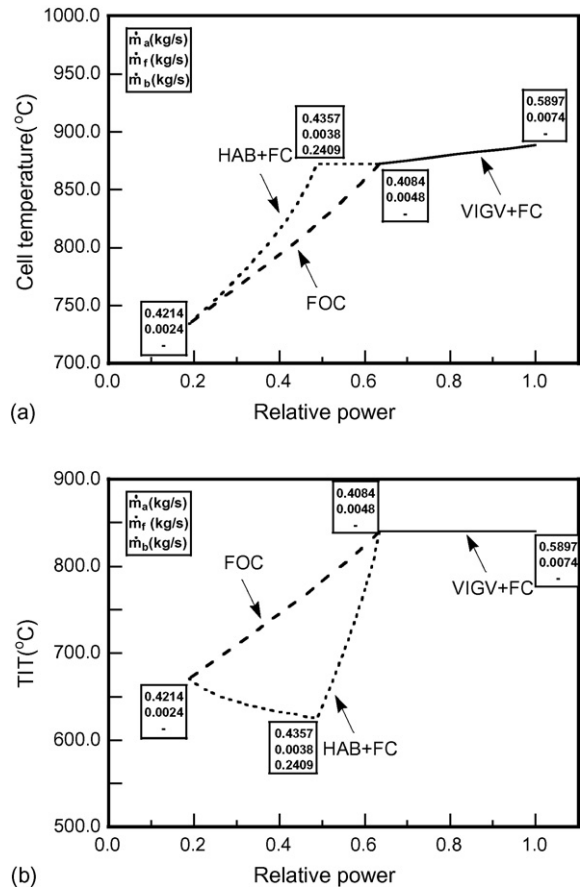 1000.0
ṁa(kg/s)
ṁf(kg/s)
ṁb(kg/s)
950.0
0.5897
0.0074
-
0.4357
0.0038
0.2409
900.0
HAB+FC
850.0
0.4084
0.0048
-
VIGV+FC
Cell temperature(°C)
800.0
FOC
750.0
0.4214
0.0024
-
700.0
0.0 0.2 0.4 0.6 0.8 1.0
(a) Relative power
900.0
ṁa(kg/s)
ṁf(kg/s)
ṁb(kg/s)
0.4084
0.0048
-
0.5897
0.0074
-
FOC
VIGV+FC
800.0
TIT(°C)
700.0
0.4214
0.0024
-
0.4357
0.0038
0.2409
HAB+FC
600.0
500.0
0.0 0.2 0.4 0.6 0.8 1.0
(b) Relative power